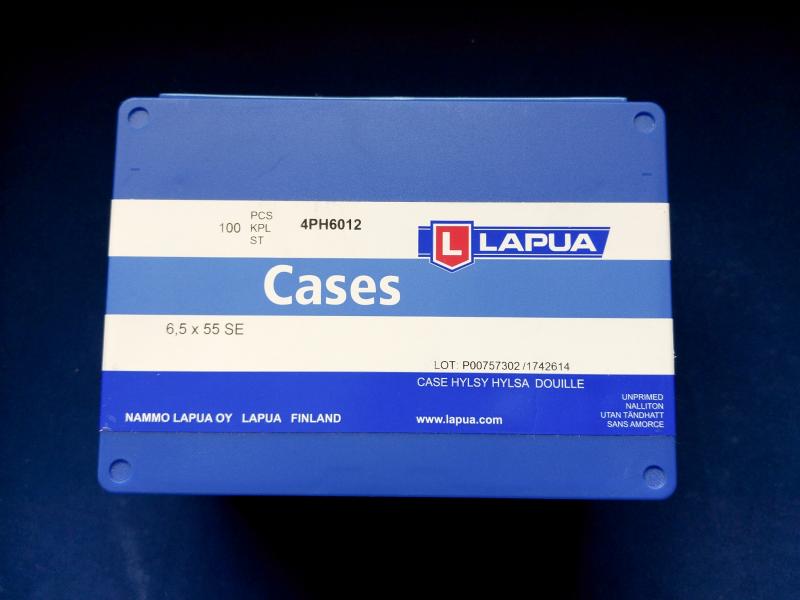 100 PCS KPL ST 4PH6012
L LAPUA
Cases
6,5 x 55 SE
LOT: P00757302 /1742614
CASE HYLSY HYLSA DOUILLE
NAMMO LAPUA OY LAPUA FINLAND
www.lapua.com
UNPRIMED
NALLITON
UTAN TÄNDHATT
SANS AMORCE